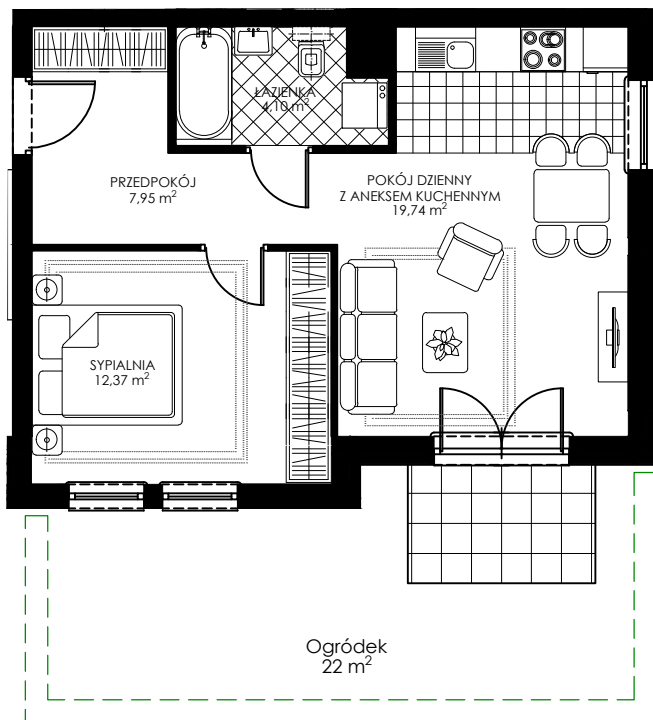 ŁAZIENKA
4,10 m²
PRZEDPOKÓJ
7,95 m²
POKÓJ DZIENNY
Z ANEKSEM KUCHENNYM
19,74 m²
SYPIALNIA
12,37 m²
Ogródek
22 m²